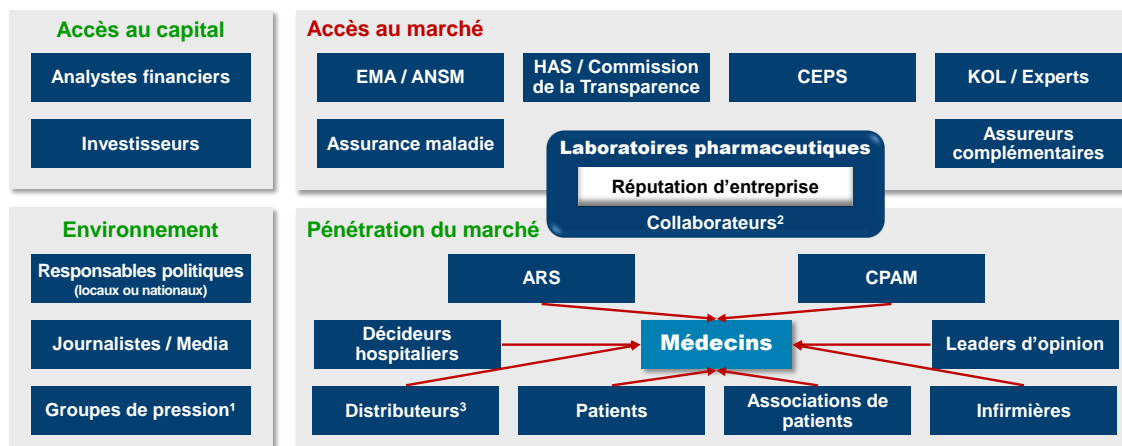 Accès au capital
Analystes financiers
Investisseurs
Accès au marché
EMA / ANSM
HAS / Commission
de la Transparence
CEPS
KOL / Experts
Assurance maladie
Assureurs
complémentaires
Laboratoires pharmaceutiques
Réputation d’entreprise
Collaborateurs²
Environnement
Responsables politiques
(locaux ou nationaux)
Journalistes / Media
Groupes de pression¹
Pénétration du marché
ARS
CPAM
Décideurs
hospitaliers
Médecins
Leaders d’opinion
Distributeurs³
Patients
Associations de
patients
Infirmières